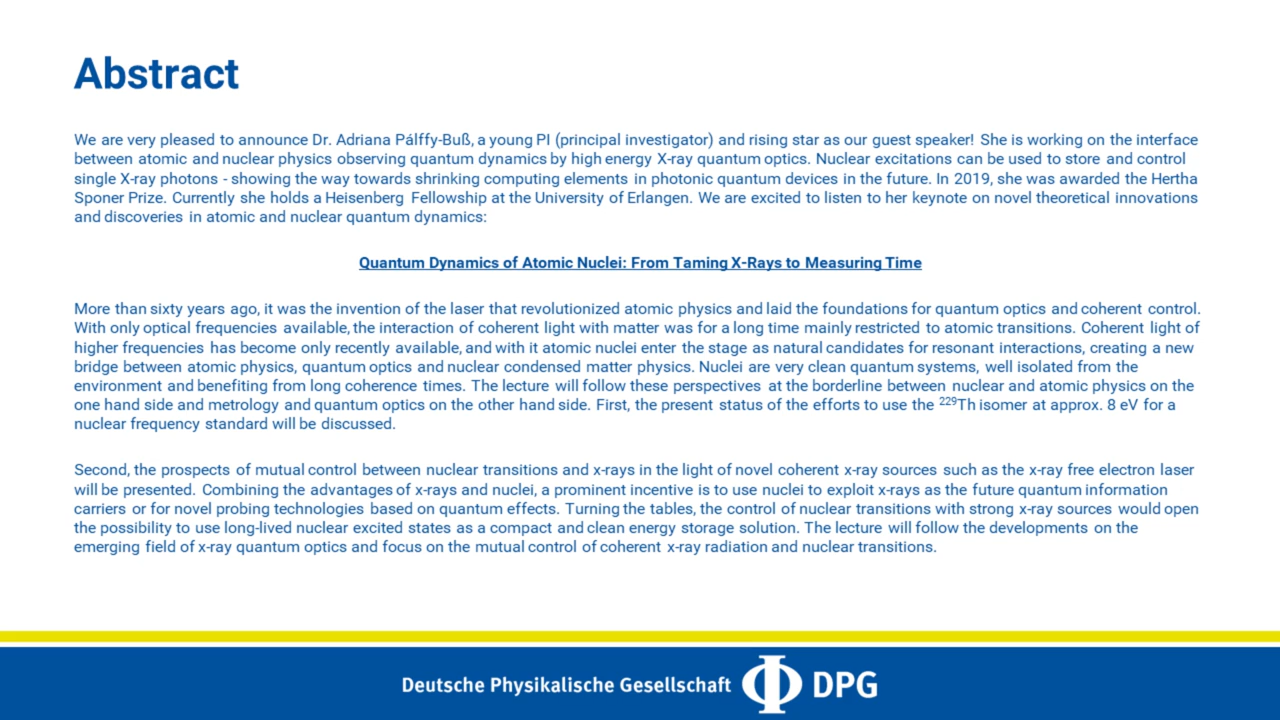 Abstract
We are very pleased to announce Dr. Adriana Pálffy-Buß, a young PI (principal investigator) and rising star as our guest speaker! She is working on the interface
between atomic and nuclear physics observing quantum dynamics by high energy X-ray quantum optics. Nuclear excitations can be used to store and control
single X-ray photons - showing the way towards shrinking computing elements in photonic quantum devices in the future. In 2019, she was awarded the Hertha
Sponer Prize. Currently she holds a Heisenberg Fellowship at the University of Erlangen. We are excited to listen to her keynote on novel theoretical innovations
and discoveries in atomic and nuclear quantum dynamics:
Quantum Dynamics of Atomic Nuclei: From Taming X-Rays to Measuring Time
More than sixty years ago, it was the invention of the laser that revolutionized atomic physics and laid the foundations for quantum optics and coherent control.
With only optical frequencies available, the interaction of coherent light with matter was for a long time mainly restricted to atomic transitions. Coherent light of
higher frequencies has become only recently available, and with it atomic nuclei enter the stage as natural candidates for resonant interactions, creating a new
bridge between atomic physics, quantum optics and nuclear condensed matter physics. Nuclei are very clean quantum systems, well isolated from the
environment and benefiting from long coherence times. The lecture will follow these perspectives at the borderline between nuclear and atomic physics on the
one hand side and metrology and quantum optics on the other hand side. First, the present status of the efforts to use the ²²⁹Th isomer at approx. 8 eV for a
nuclear frequency standard will be discussed.
Second, the prospects of mutual control between nuclear transitions and x-rays in the light of novel coherent x-ray sources such as the x-ray free electron laser
will be presented. Combining the advantages of x-rays and nuclei, a prominent incentive is to use nuclei to exploit x-rays as the future quantum information
carriers or for novel probing technologies based on quantum effects. Turning the tables, the control of nuclear transitions with strong x-ray sources would open
the possibility to use long-lived nuclear excited states as a compact and clean energy storage solution. The lecture will follow the developments on the
emerging field of x-ray quantum optics and focus on the mutual control of coherent x-ray radiation and nuclear transitions.
Deutsche Physikalische Gesellschaft DPG